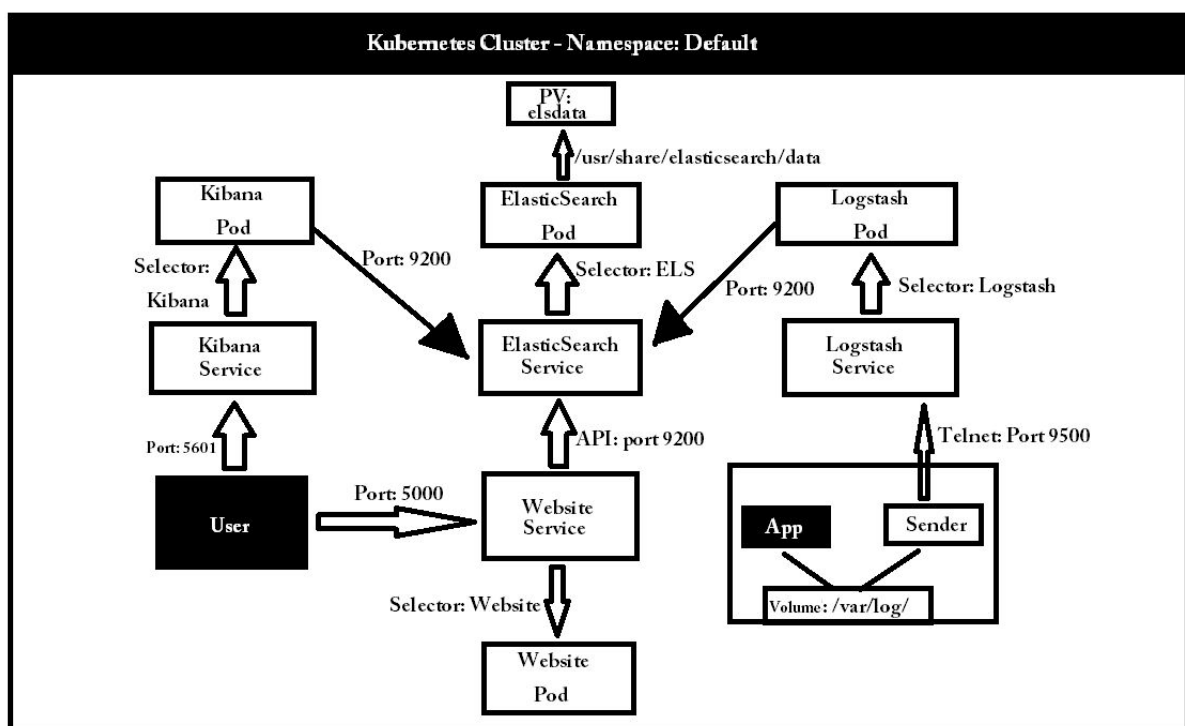 Kubernetes Cluster - Namespace: Default
PV:
elsdata
/usr/share/elasticsearch/data
Kibana
Pod
ElasticSearch
Pod
Logstash
Pod
Port: 9200
Port: 9200
Selector:
Kibana
Selector: ELS
Selector: Logstash
Kibana
Service
ElasticSearch
Service
Logstash
Service
Port: 5601
API: port 9200
Telnet: Port 9500
User
Port: 5000
Website
Service
App
Sender
Volume: /var/log/
Selector: Website
Website
Pod